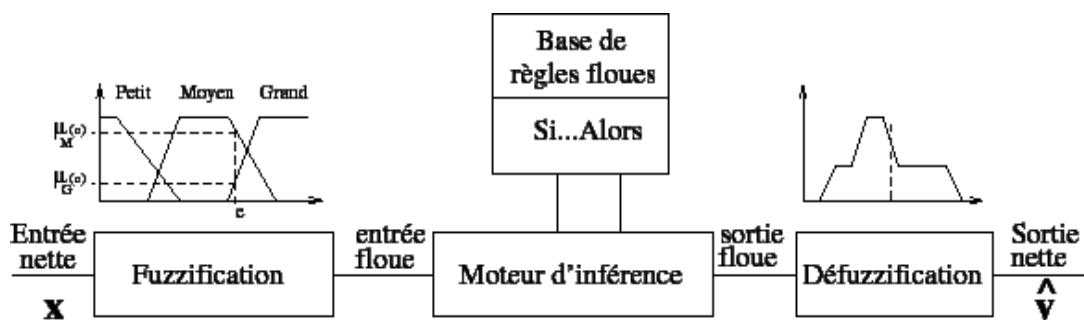 Base de
règles floues
Si...Alors
Petit Moyen Grand
μM(e)
μG(e)
e
Entrée
nette
X
Fuzzification
entrée
floue
Moteur d'inférence
sortie
floue
Défuzzification
Sortie
nette
v̂